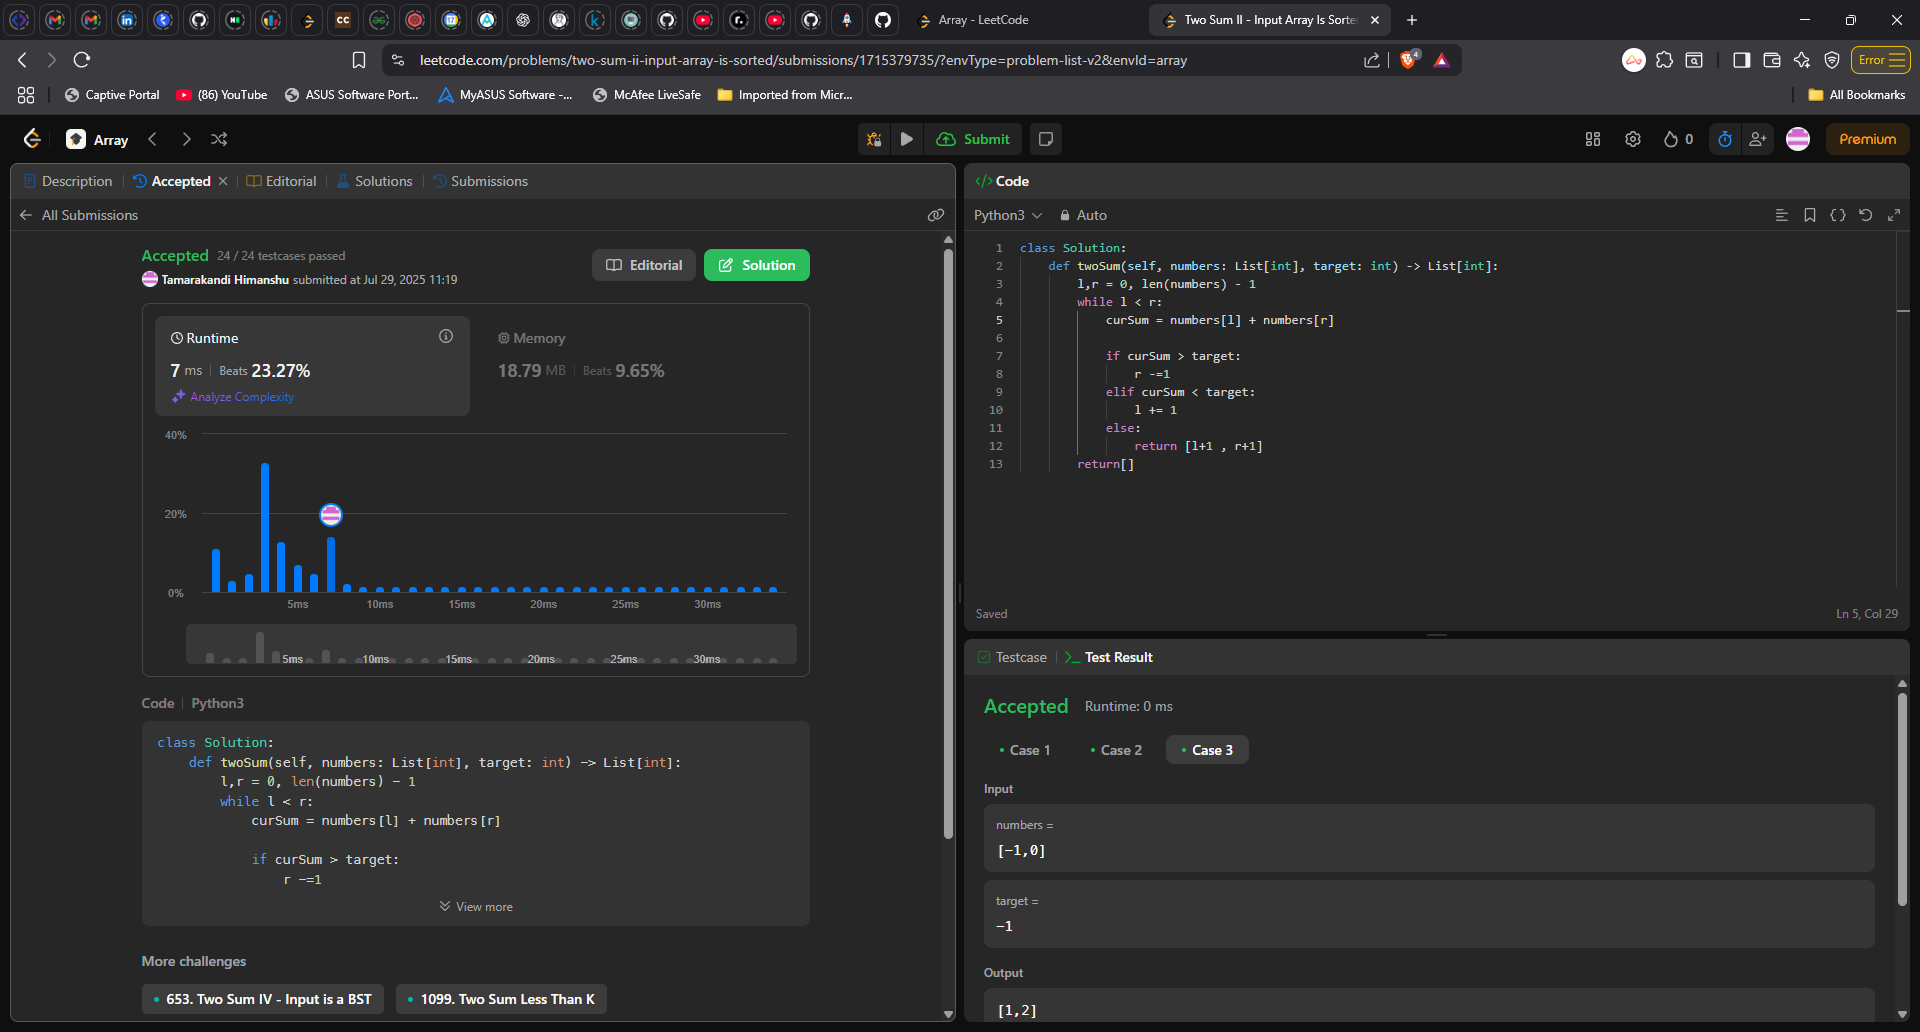 Array - LeetCode
Two Sum II - Input Array Is Sorte
leetcode.com/problems/two-sum-ii-input-array-is-sorted/submissions/1715379735/?envType=problem-list-v2&envId=array
4
Error
Captive Portal
(86) YouTube
ASUS Software Port...
MyASUS Software -...
McAfee LiveSafe
Imported from Micr...
All Bookmarks
Array
Submit
0
Premium
Description
Accepted
Editorial
Solutions
Submissions
All Submissions
Accepted 24 / 24 testcases passed
Tamarakandi Himanshu submitted at Jul 29, 2025 11:19
Editorial
Solution
Runtime
7 ms | Beats 23.27%
Analyze Complexity
Memory
18.79 MB | Beats 9.65%
40%
20%
0%
5ms 10ms 15ms 20ms 25ms 30ms
5ms 10ms 15ms 20ms 25ms 30ms
Code | Python3
class Solution:
    def twoSum(self, numbers: List[int], target: int) -> List[int]:
        l,r = 0, len(numbers) - 1
        while l < r:
            curSum = numbers[l] + numbers[r]
            if curSum > target:
                r -=1
View more
More challenges
653. Two Sum IV - Input is a BST
1099. Two Sum Less Than K
</> Code
Python3 Auto
1 class Solution:
2     def twoSum(self, numbers: List[int], target: int) -> List[int]:
3         l,r = 0, len(numbers) - 1
4         while l < r:
5             curSum = numbers[l] + numbers[r]
6
7             if curSum > target:
8                 r -=1
9             elif curSum < target:
10                 l += 1
11             else:
12                 return [l+1 , r+1]
13         return[]
Saved
Ln 5, Col 29
Testcase
>_ Test Result
Accepted Runtime: 0 ms
Case 1
Case 2
Case 3
Input
numbers =
[-1,0]
target =
-1
Output
[1,2]